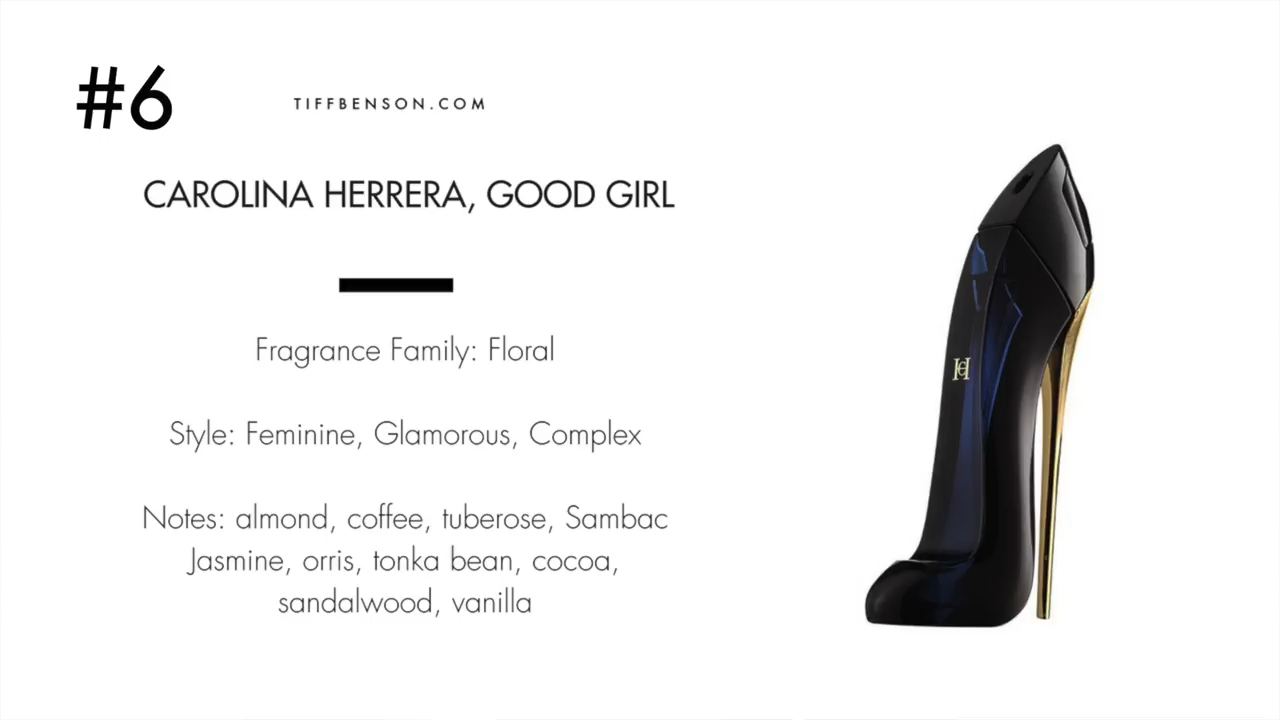 #6
TIFFBENSON.COM
CAROLINA HERRERA, GOOD GIRL
Fragrance Family: Floral
Style: Feminine, Glamorous, Complex
Notes: almond, coffee, tuberose, Sambac
Jasmine, orris, tonka bean, cocoa,
sandalwood, vanilla
CH